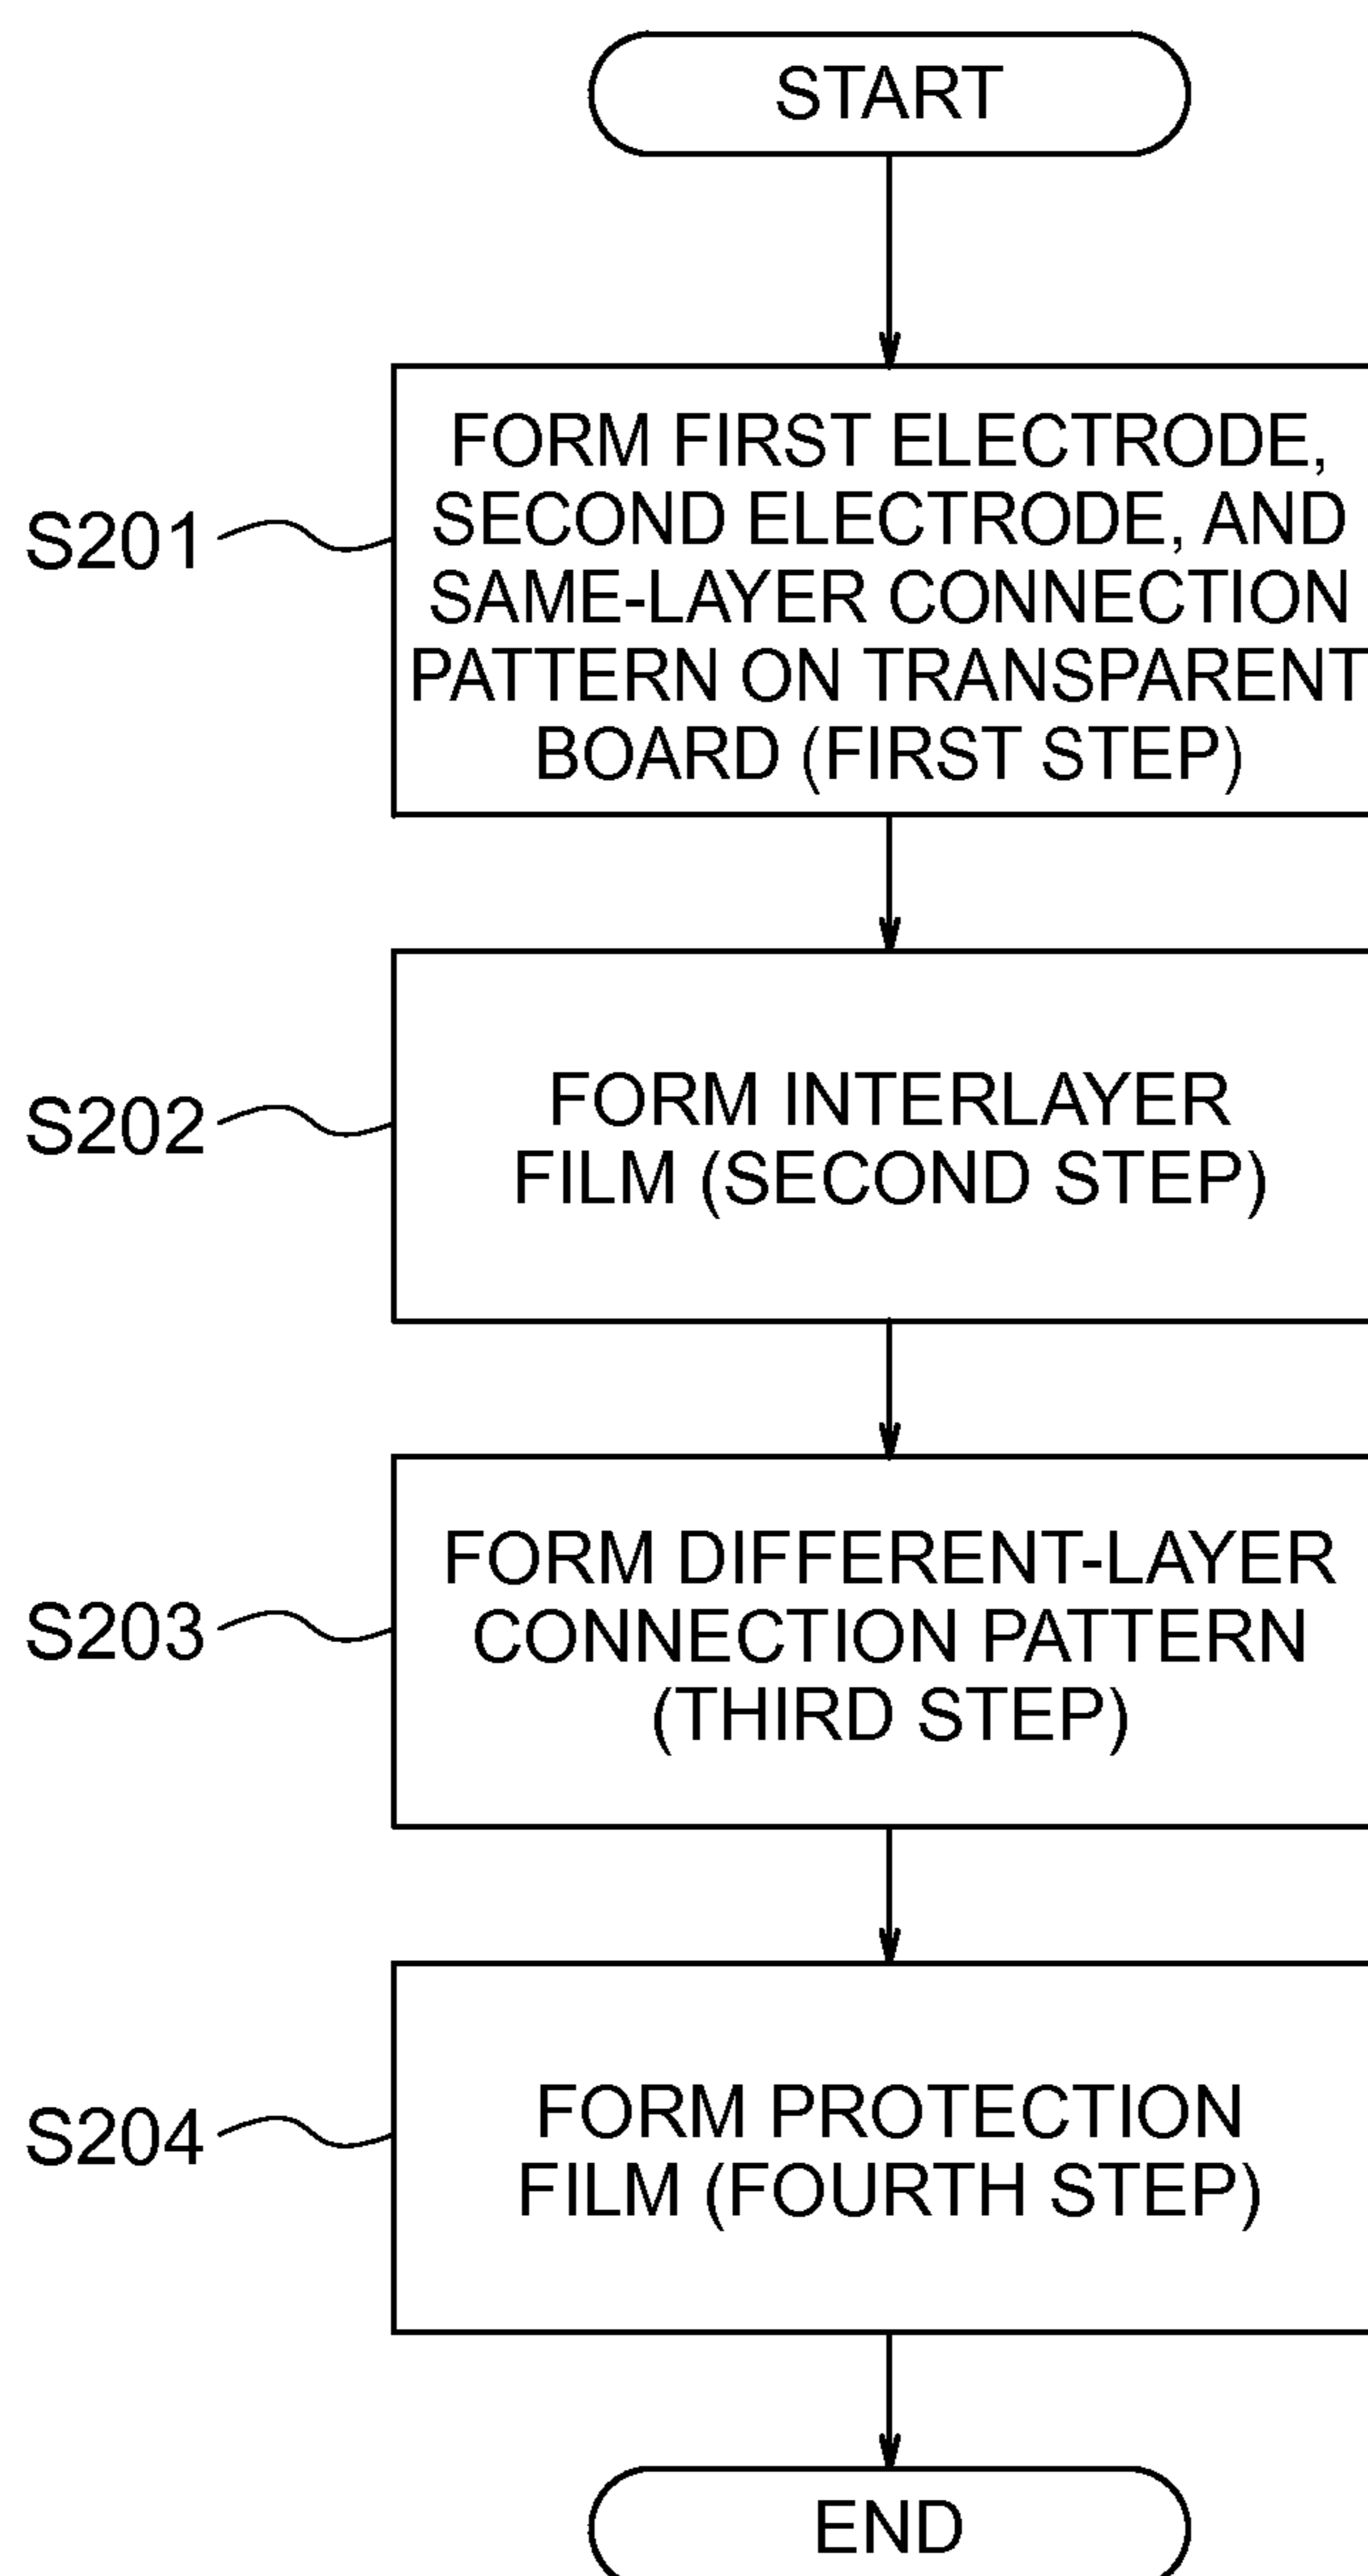 START
S201
FORM FIRST ELECTRODE,
SECOND ELECTRODE, AND
SAME-LAYER CONNECTION
PATTERN ON TRANSPARENT
BOARD (FIRST STEP)
S202
FORM INTERLAYER
FILM (SECOND STEP)
S203
FORM DIFFERENT-LAYER
CONNECTION PATTERN
(THIRD STEP)
S204
FORM PROTECTION
FILM (FOURTH STEP)
END